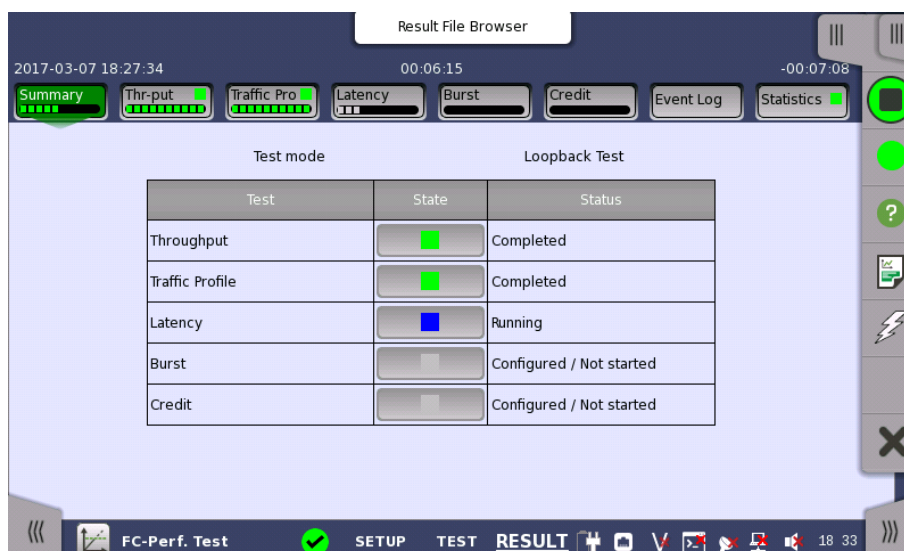 Result File Browser
2017-03-07 18:27:34 00:06:15 -00:07:08
Summary Thr-put Traffic Pro Latency Burst Credit Event Log Statistics
Test mode Loopback Test
Test State Status
Throughput Completed
Traffic Profile Completed
Latency Running
Burst Configured / Not started
Credit Configured / Not started
FC-Perf. Test SETUP TEST RESULT 18 33